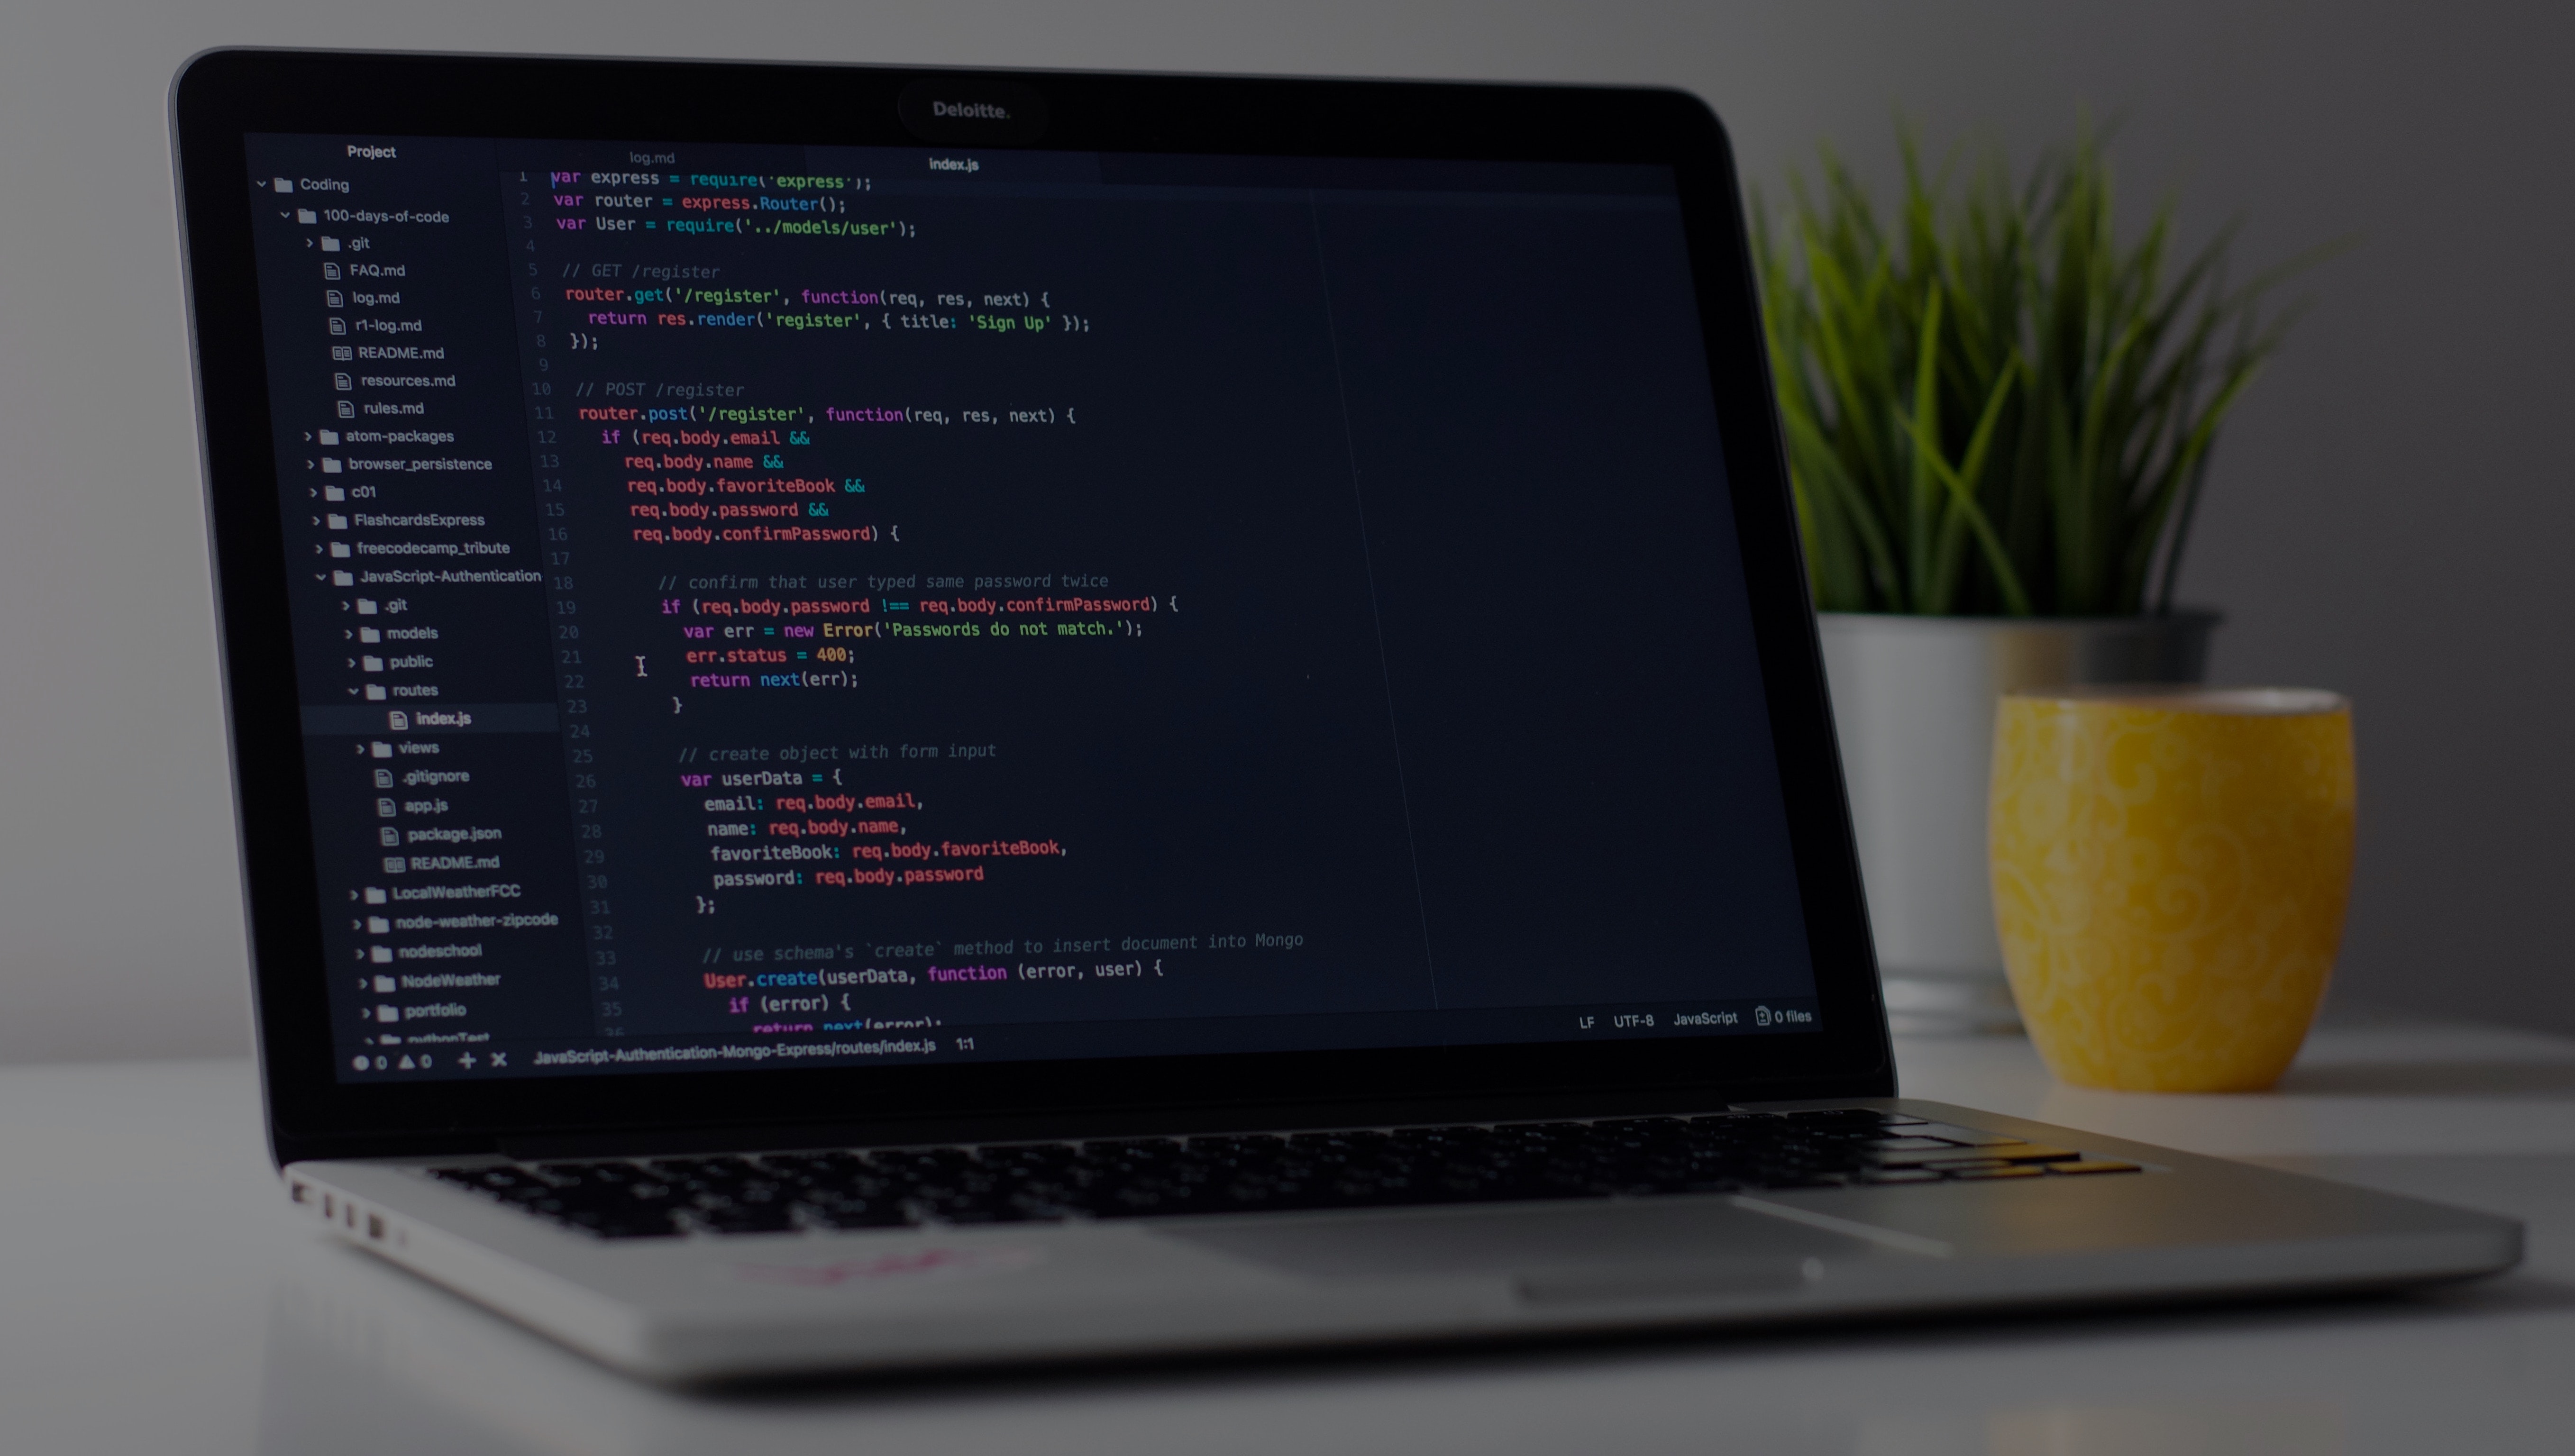 Deloitte.
Project
Coding
100-days-of-code
.git
FAQ.md
log.md
r1-log.md
README.md
resources.md
rules.md
atom-packages
browser_persistence
c01
FlashcardsExpress
freecodecamp_tribute
JavaScript-Authentication
.git
models
public
routes
index.js
views
.gitignore
app.js
package.json
README.md
LocalWeatherFCC
node-weather-zipcode
nodeschool
NodeWeather
portfolio
pythonTest
log.md
index.js
1 var express = require('express');
2 var router = express.Router();
3 var User = require('../models/user');
4
5 // GET /register
6 router.get('/register', function(req, res, next) {
7 return res.render('register', { title: 'Sign Up' });
8 });
9
10 // POST /register
11 router.post('/register', function(req, res, next) {
12 if (req.body.email &&
13 req.body.name &&
14 req.body.favoriteBook &&
15 req.body.password &&
16 req.body.confirmPassword) {
17
18 // confirm that user typed same password twice
19 if (req.body.password !== req.body.confirmPassword) {
20 var err = new Error('Passwords do not match.');
21 err.status = 400;
22 return next(err);
23 }
24
25 // create object with form input
26 var userData = {
27 email: req.body.email,
28 name: req.body.name,
29 favoriteBook: req.body.favoriteBook,
30 password: req.body.password
31 };
32
33 // use schema's `create` method to insert document into Mongo
34 User.create(userData, function (error, user) {
35 if (error) {
36 return next(error);
0 0 JavaScript-Authentication-Mongo-Express/routes/index.js 1:1 LF UTF-8 JavaScript 0 files